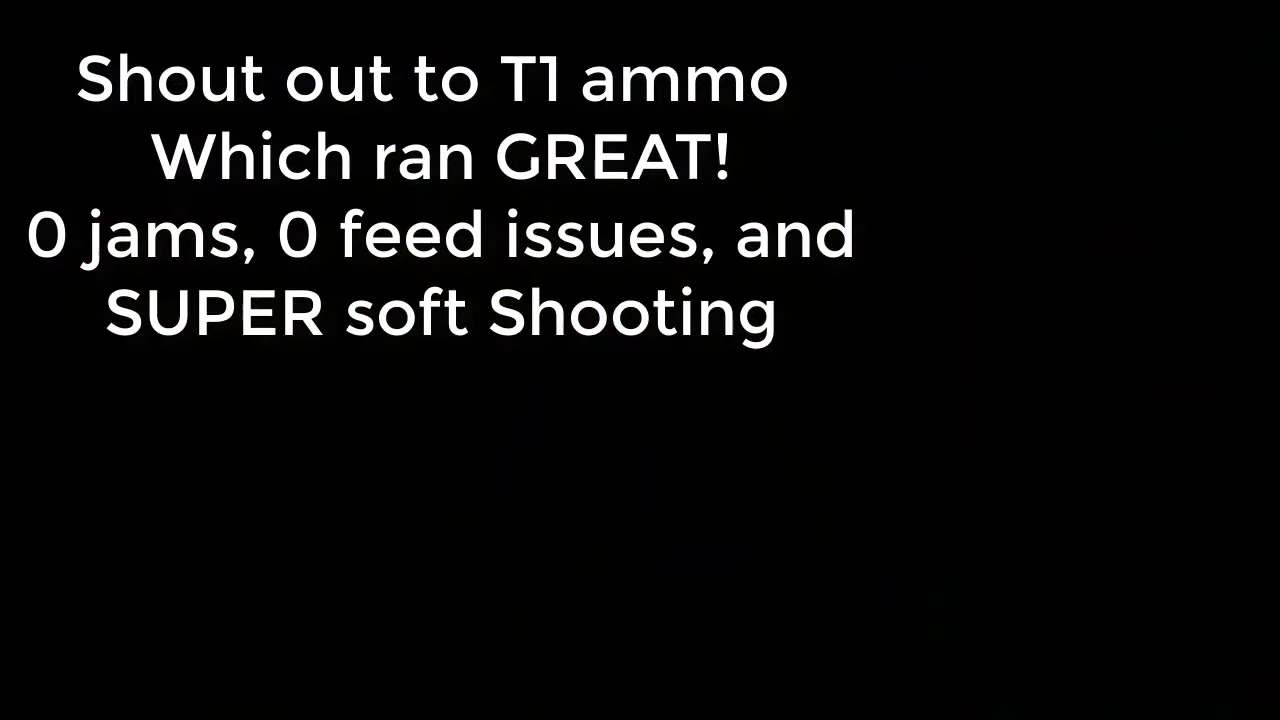 Shout out to T1 ammo
Which ran GREAT!
0 jams, 0 feed issues, and
SUPER soft Shooting